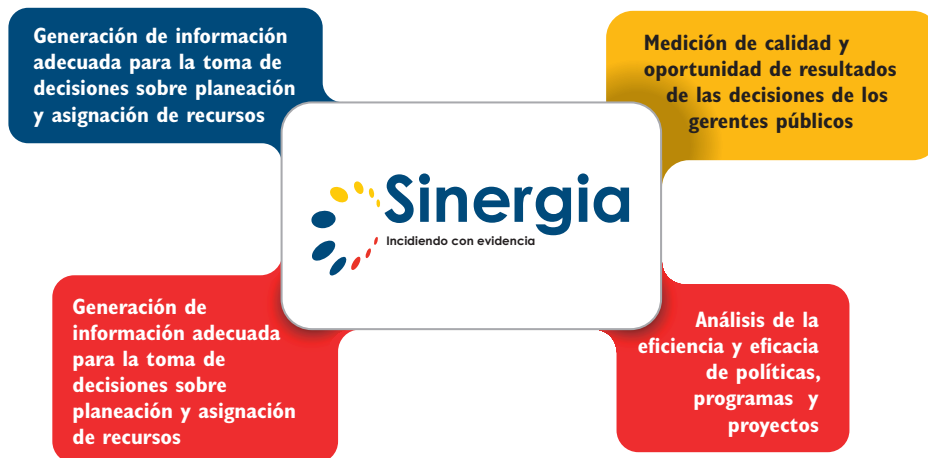 Generación de información
adecuada para la toma de
decisiones sobre planeación
y asignación de recursos
Medición de calidad y
oportunidad de resultados
de las decisiones de los
gerentes públicos
Sinergia
Incidiendo con evidencia
Generación de
información adecuada
para la toma de
decisiones sobre
planeación y asignación
de recursos
Análisis de la
eficiencia y eficacia
de políticas,
programas y
proyectos